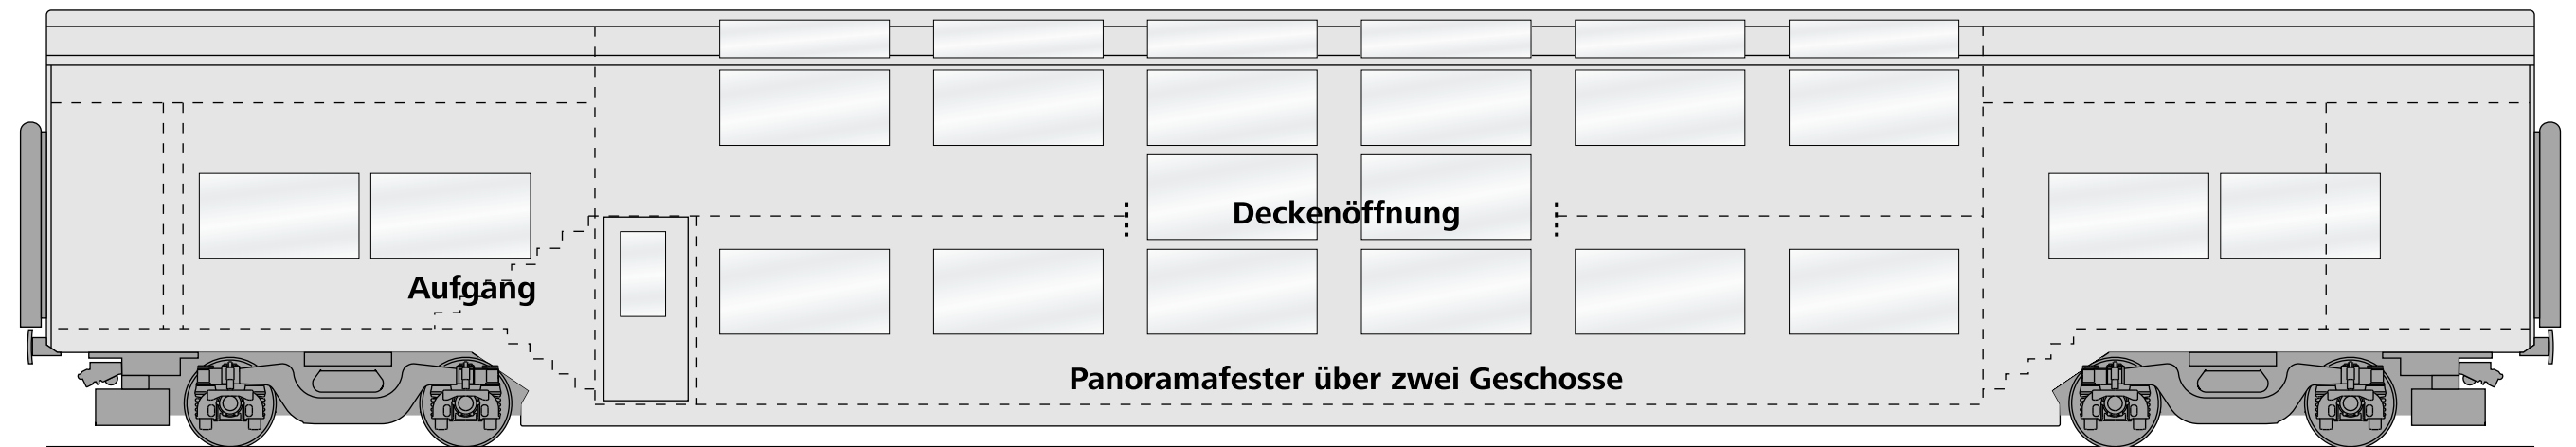 Deckenöffnung
Aufgang
Panoramafester über zwei Geschosse